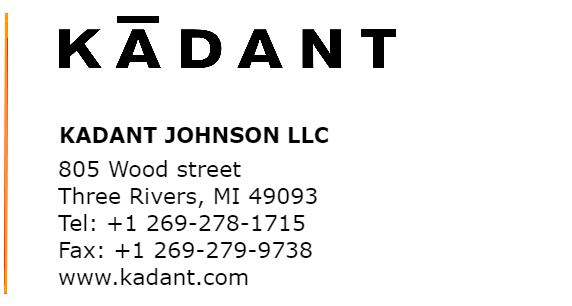 KĀDANT
KADANT JOHNSON LLC
805 Wood street
Three Rivers, MI 49093
Tel: +1 269-278-1715
Fax: +1 269-279-9738
www.kadant.com